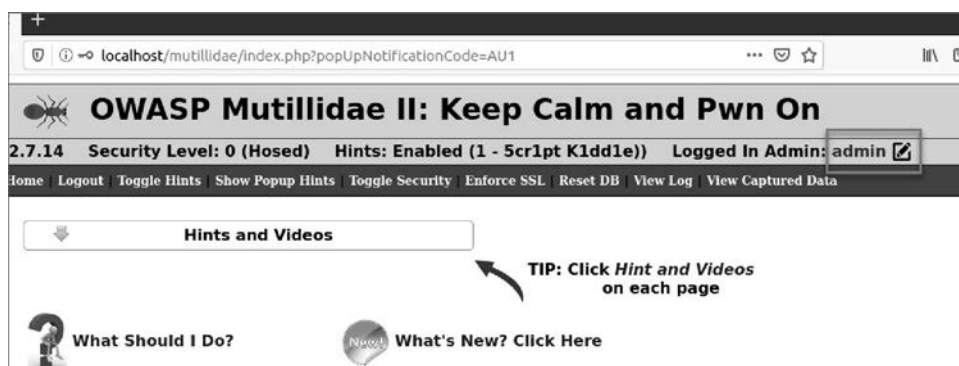 +
localhost/mutillidae/index.php?popUpNotificationCode=AU1
OWASP Mutillidae II: Keep Calm and Pwn On
2.7.14 Security Level: 0 (Hosed) Hints: Enabled (1 - 5cr1pt K1dd1e)) Logged In Admin: admin
Home | Logout | Toggle Hints | Show Popup Hints | Toggle Security | Enforce SSL | Reset DB | View Log | View Captured Data
Hints and Videos
TIP: Click Hint and Videos
on each page
What Should I Do?
New!
What's New? Click Here